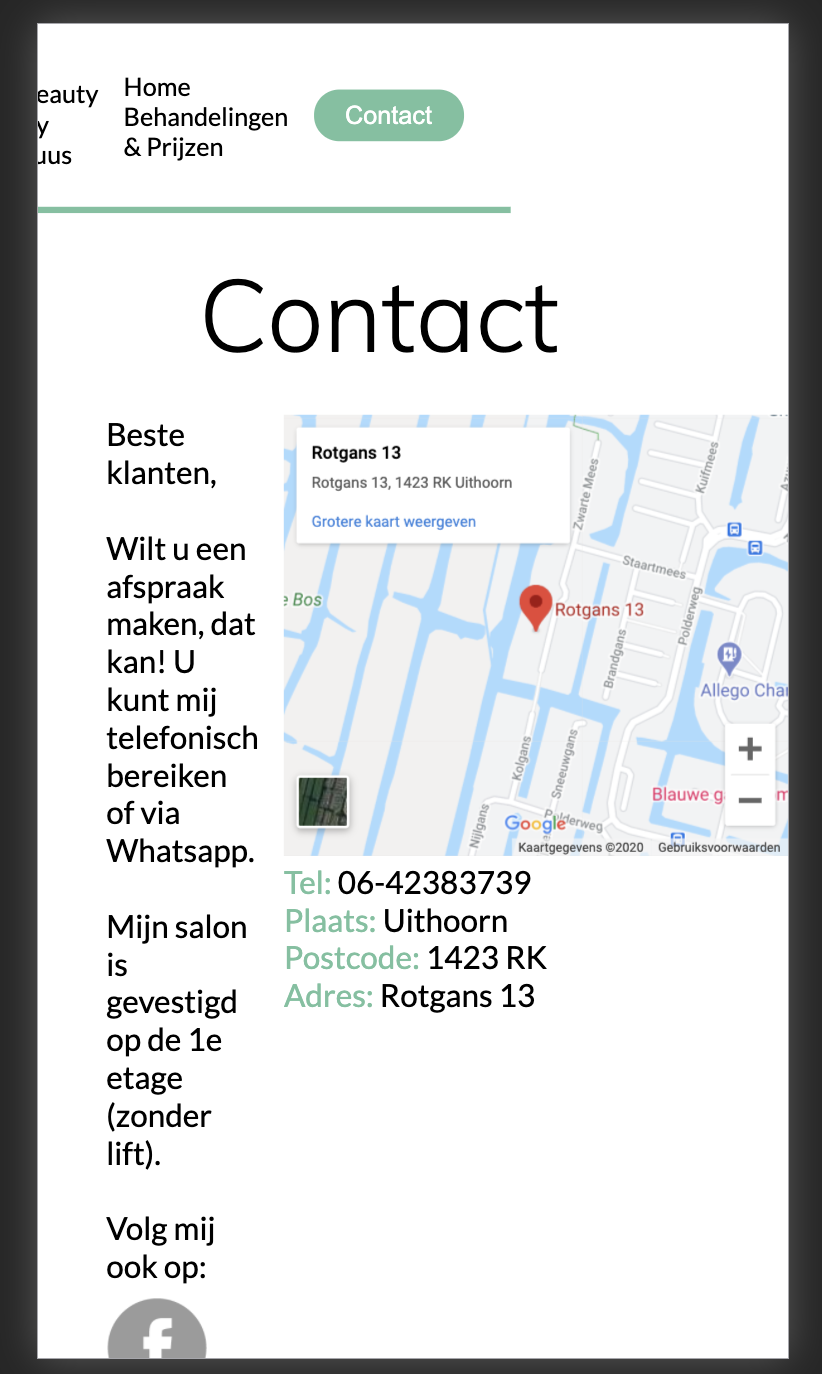 eauty
y
uus
Home
Behandelingen
& Prijzen
Contact
Contact
Beste
klanten,
Wilt u een
afspraak
maken, dat
kan! U
kunt mij
telefonisch
bereiken
of via
Whatsapp.
Mijn salon
is
gevestigd
op de 1e
etage
(zonder
lift).
Volg mij
ook op:
Rotgans 13
Rotgans 13, 1423 RK Uithoorn
Grotere kaart weergeven
Zwarte Mees
Kuifmees
Staartmees
e Bos
Rotgans 13
Polderweg
Brandgans
Allego Cha
Kolgans
Sneeuwgans
Blauwe g
Nijlgans
Polderweg
Google
Kaartgegevens ©2020
Gebruiksvoorwaarden
Tel: 06-42383739
Plaats: Uithoorn
Postcode: 1423 RK
Adres: Rotgans 13